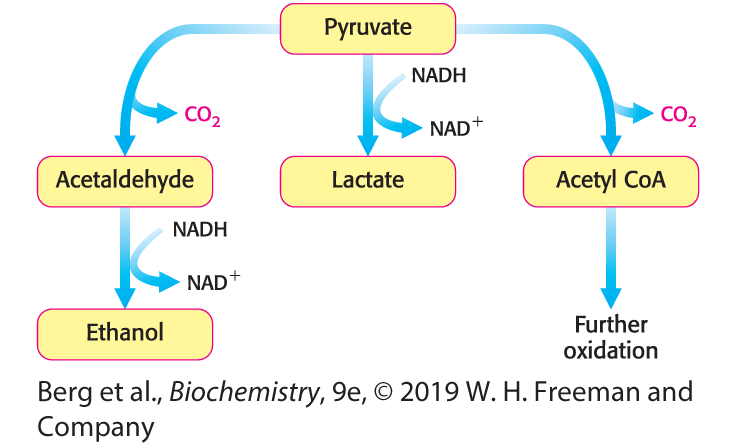 Pyruvate
NADH
NAD+
CO2
CO2
Acetaldehyde
Lactate
Acetyl CoA
NADH
NAD+
Ethanol
Further
oxidation
Berg et al., Biochemistry, 9e, © 2019 W. H. Freeman and
Company